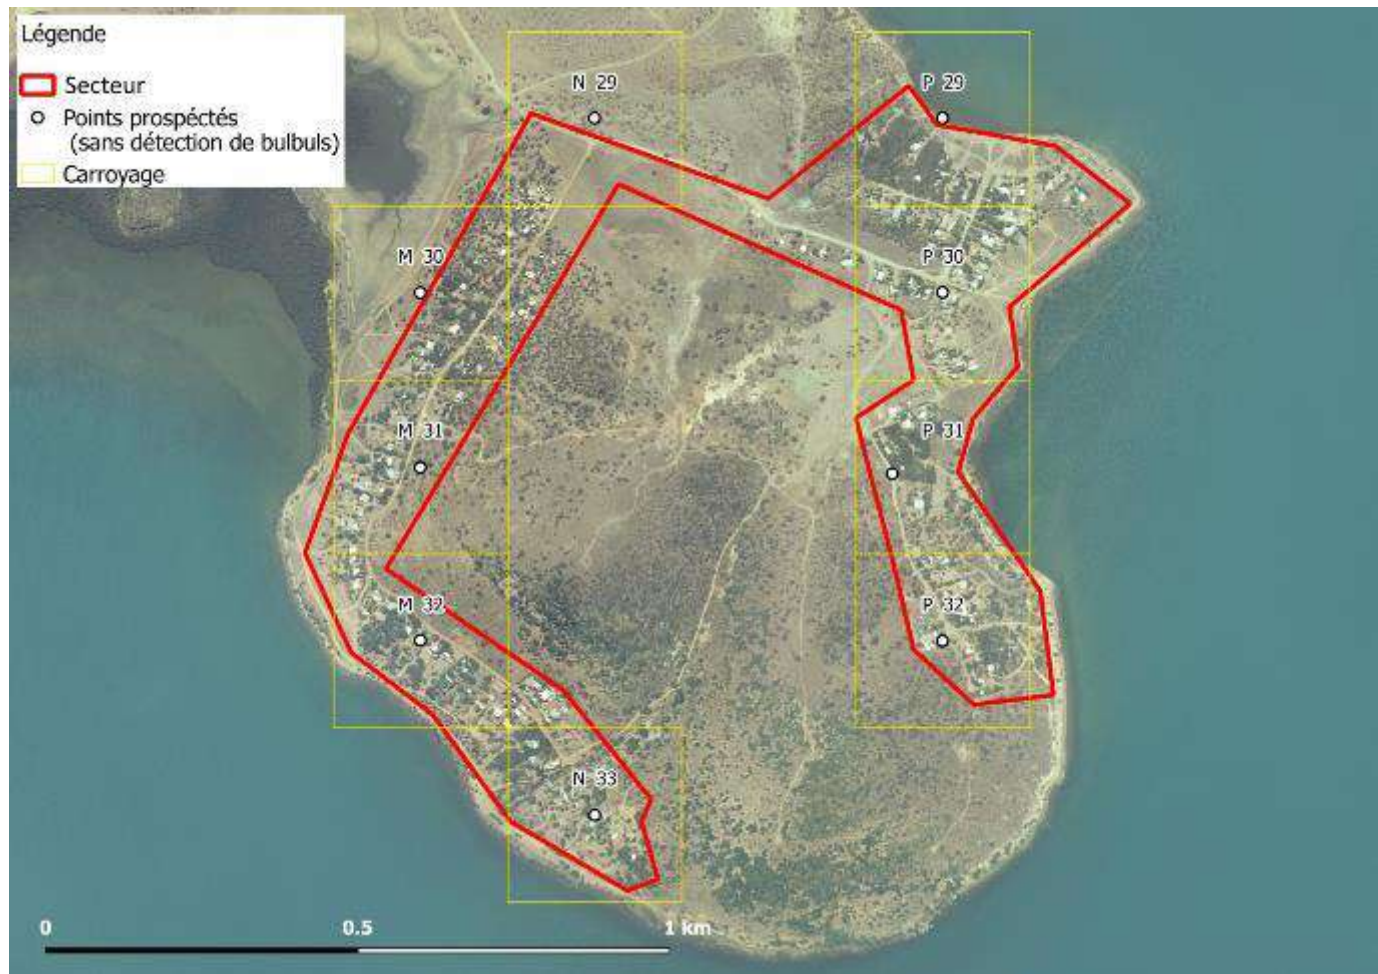 Légende
Secteur
Points prospéctés
(sans détection de bulbuls)
Carroyage
N 29
P 29
M 30
P 30
M 31
P 31
M 32
P 32
N 33
0 0.5 1 km